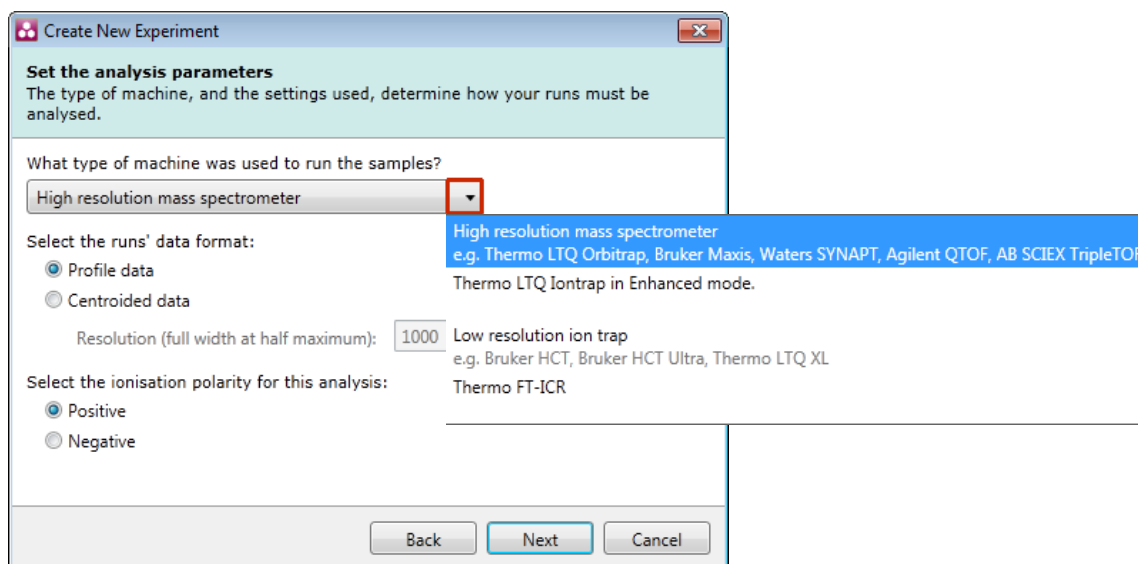 Create New Experiment
Set the analysis parameters
The type of machine, and the settings used, determine how your runs must be
analysed.
What type of machine was used to run the samples?
High resolution mass spectrometer
High resolution mass spectrometer
e.g. Thermo LTQ Orbitrap, Bruker Maxis, Waters SYNAPT, Agilent QTOF, AB SCIEX TripleTOF
Thermo LTQ Iontrap in Enhanced mode.
Low resolution ion trap
e.g. Bruker HCT, Bruker HCT Ultra, Thermo LTQ XL
Thermo FT-ICR
Select the runs' data format:
Profile data
Centroided data
Resolution (full width at half maximum): 1000
Select the ionisation polarity for this analysis:
Positive
Negative
Back Next Cancel